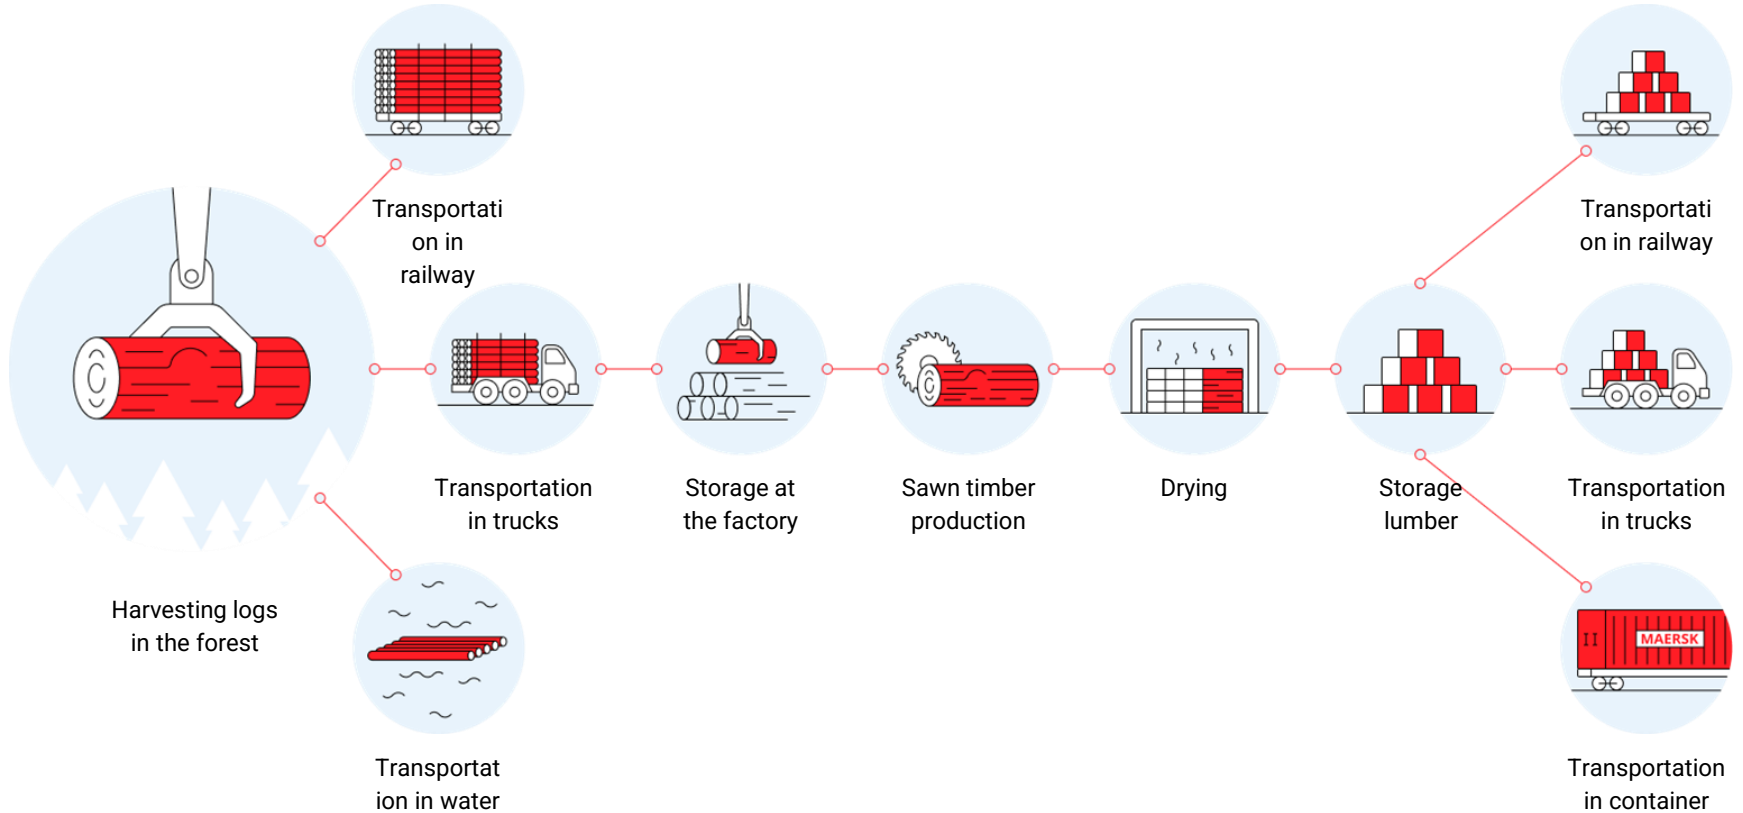 Transportati
on in
railway
Transportati
on in railway
Transportation
in trucks
Storage at
the factory
Sawn timber
production
Drying
Storage
lumber
Transportation
in trucks
Harvesting logs
in the forest
MAERSK
Transportat
ion in water
Transportation
in container